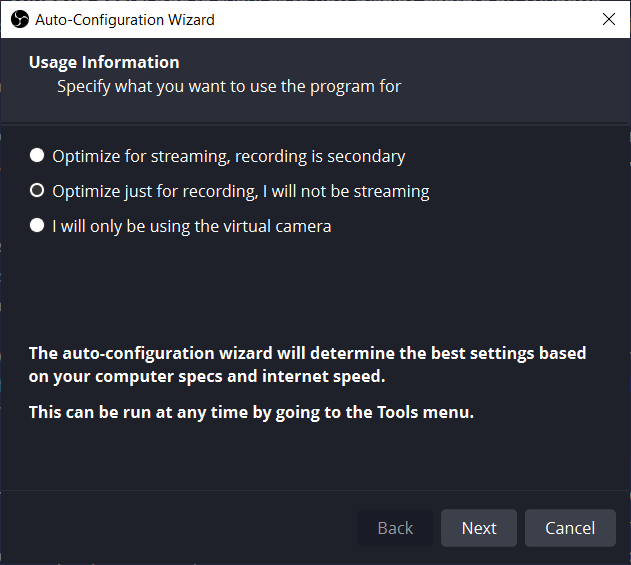 Auto-Configuration Wizard
Usage Information
Specify what you want to use the program for
Optimize for streaming, recording is secondary
Optimize just for recording, I will not be streaming
I will only be using the virtual camera
The auto-configuration wizard will determine the best settings based
on your computer specs and internet speed.
This can be run at any time by going to the Tools menu.
Back
Next
Cancel